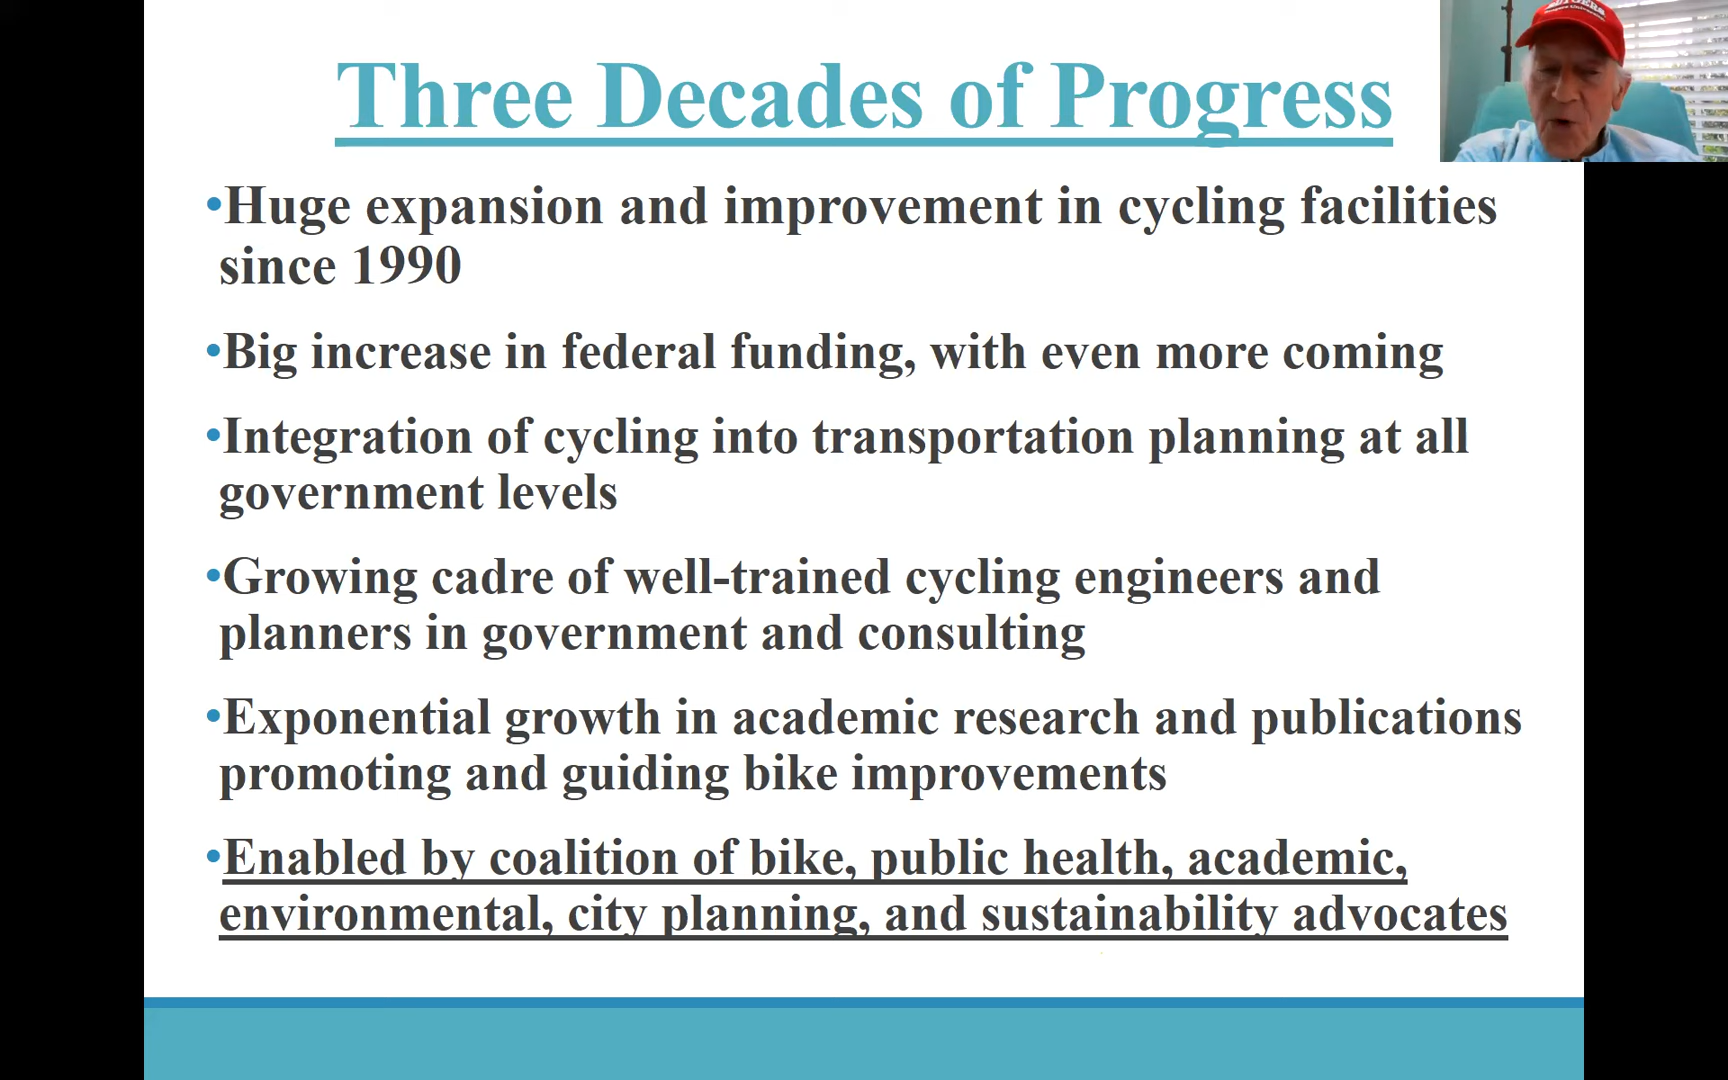 Three Decades of Progress
•Huge expansion and improvement in cycling facilities
since 1990
•Big increase in federal funding, with even more coming
•Integration of cycling into transportation planning at all
government levels
•Growing cadre of well-trained cycling engineers and
planners in government and consulting
•Exponential growth in academic research and publications
promoting and guiding bike improvements
•Enabled by coalition of bike, public health, academic,
environmental, city planning, and sustainability advocates